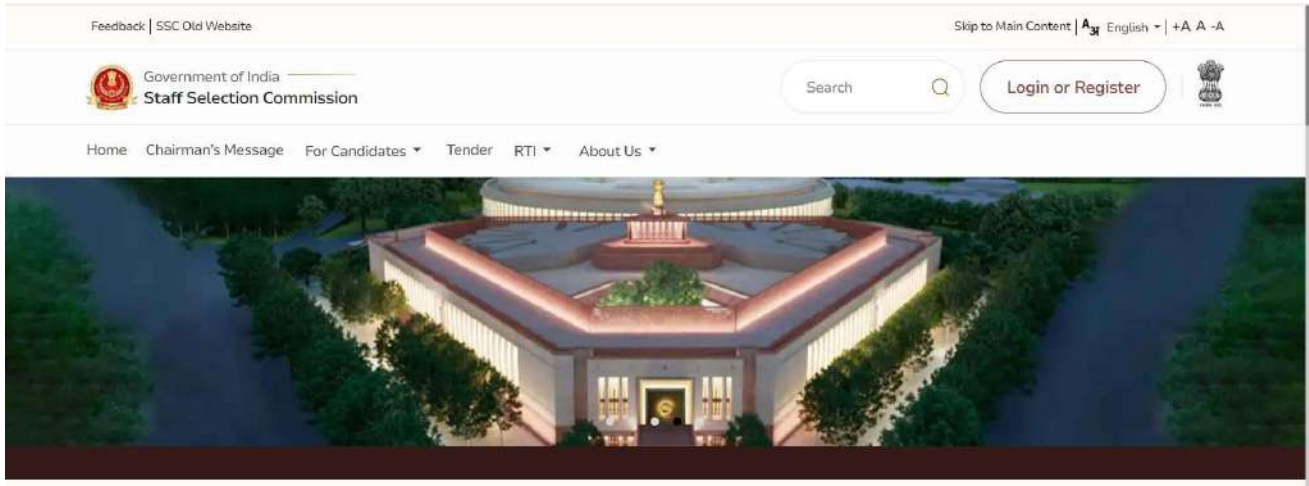 Feedback | SSC Old Website
Skip to Main Content | Aअ English | +A A -A
Government of India
Staff Selection Commission
Search
Login or Register
Home Chairman's Message For Candidates Tender RTI About Us